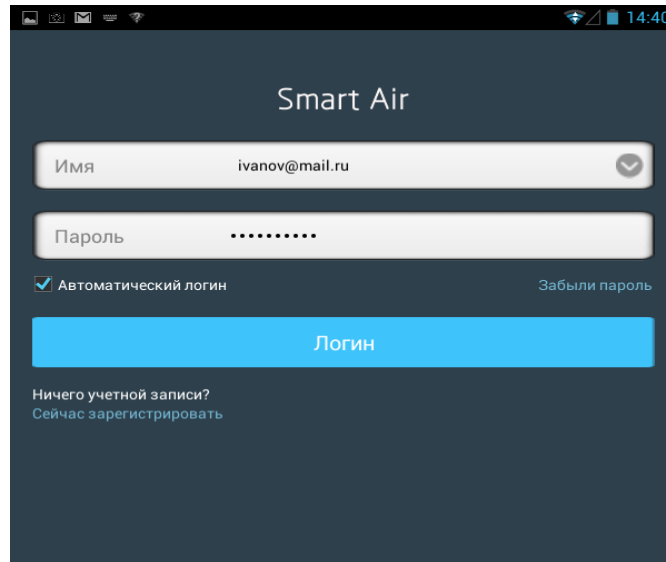 14:40
Smart Air
Имя ivanov@mail.ru
Пароль ••••••••••
Автоматический логин Забыли пароль
Логин
Ничего учетной записи?
Сейчас зарегистрировать